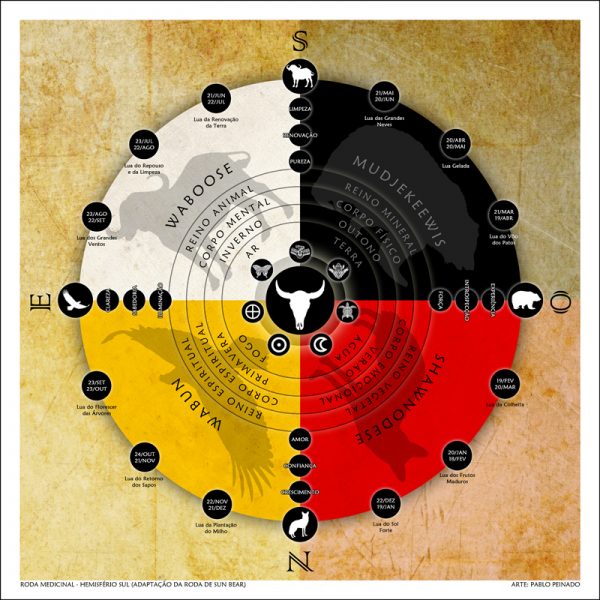 S
21/JUN
22/JUL
Lua da Renovação
da Terra
LIMPEZA
RENOVAÇÃO
PUREZA
21/MAI
20/JUN
Lua das Grandes
Neves
23/JUL
22/AGO
Lua do Repouso
e da Limpeza
20/ABR
20/MAI
Lua Gelada
23/AGO
22/SET
Lua dos Grandes
Ventos
21/MAR
19/ABR
Lua do Vôo
dos Patos
WABOOSE
REINO ANIMAL
CORPO MENTAL
INVERNO
AR
MUDJEKEEWIS
REINO MINERAL
CORPO FÍSICO
OUTONO
TERRA
E
CLAREZA
SABEDORIA
ILUMINAÇÃO
FORÇA
INTROSPECÇÃO
EXPERIÊNCIA
O
WABUN
REINO ESPIRITUAL
CORPO ESPIRITUAL
PRIMAVERA
FOGO
SHAWNODESE
REINO VEGETAL
CORPO EMOCIONAL
VERÃO
AGUA
23/SET
23/OUT
Lua do Florescer
das Árvores
19/FEV
20/MAR
Lua da Colheita
24/OUT
21/NOV
Lua do Retorno
dos Sapos
20/JAN
18/FEV
Lua dos Frutos
Maduros
22/NOV
21/DEZ
Lua da Plantação
do Milho
AMOR
CONFIANÇA
CRESCIMENTO
22/DEZ
19/JAN
Lua do Sol
Forte
N
RODA MEDICINAL - HEMISFÉRIO SUL (ADAPTAÇÃO DA RODA DE SUN BEAR)
ARTE: PABLO PEINADO